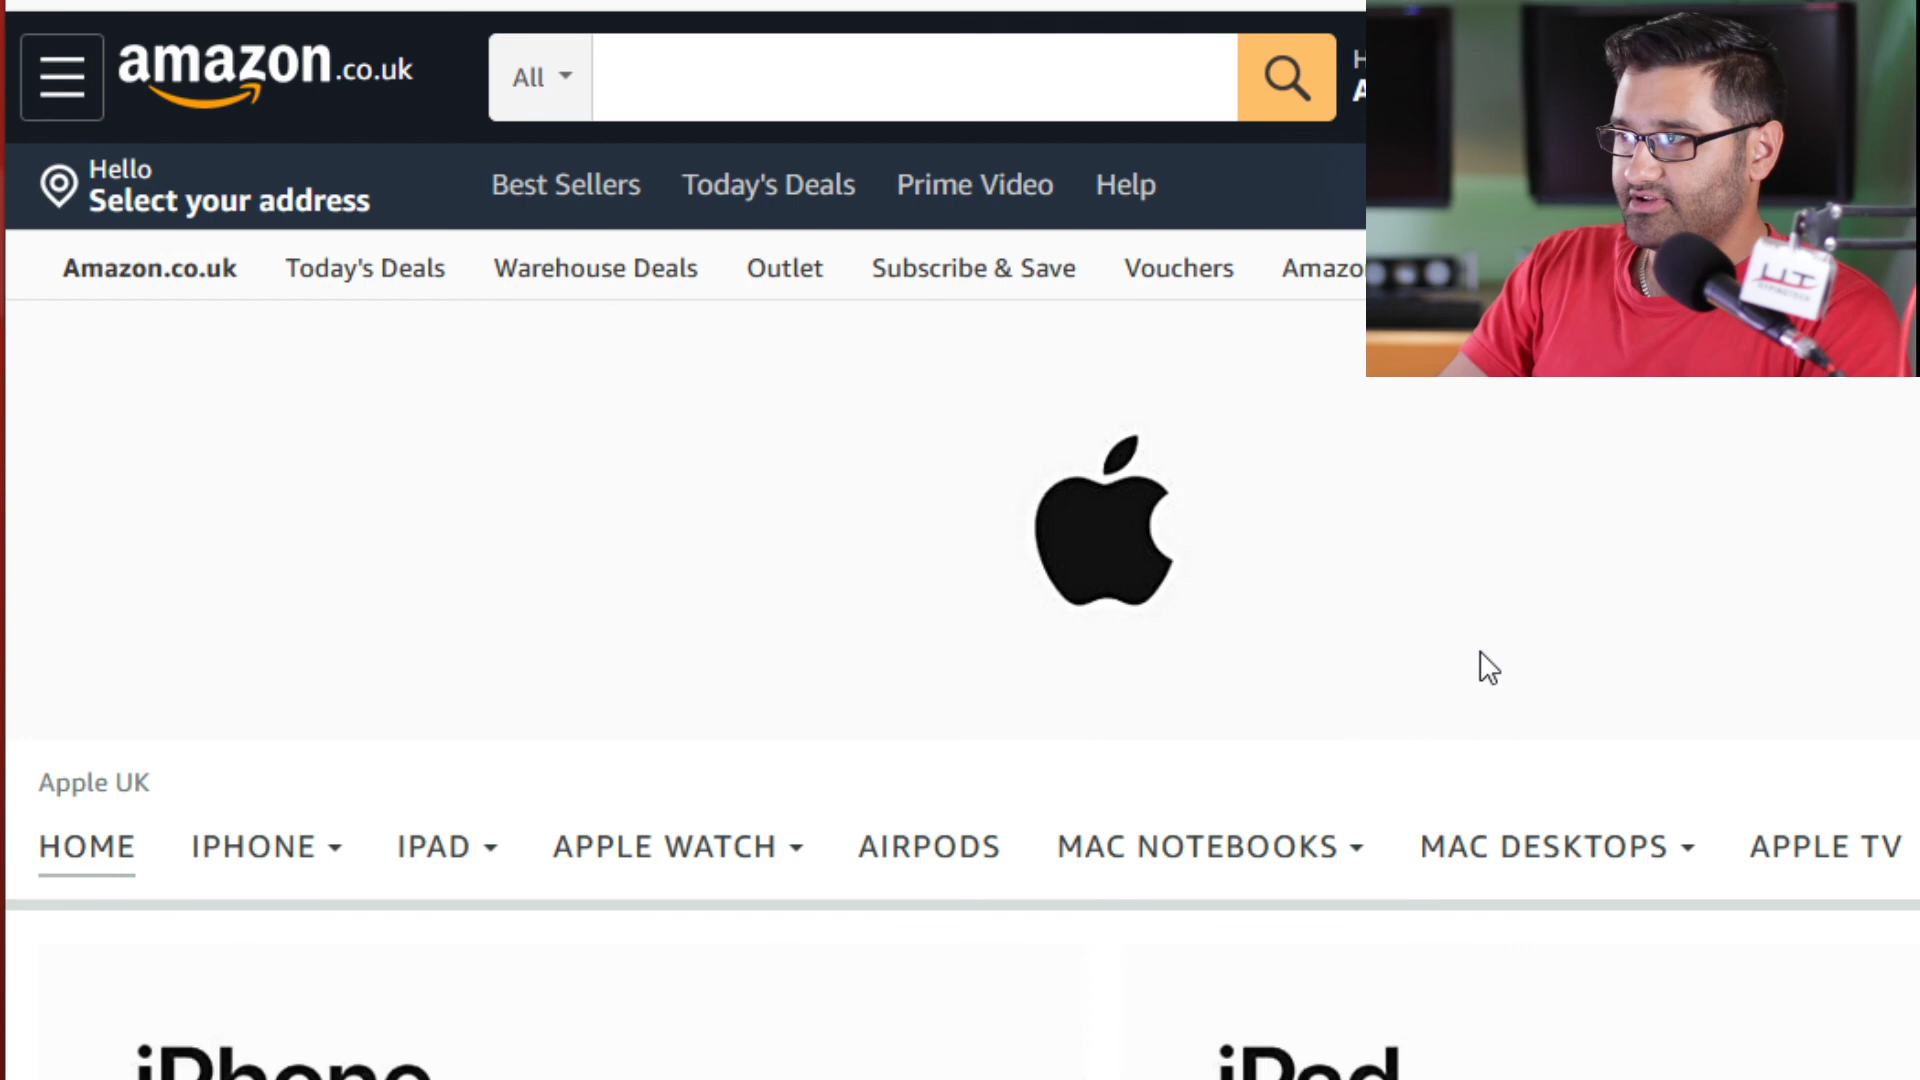 amazon.co.uk
All
Hello
Select your address
Best Sellers Today's Deals Prime Video Help
Amazon.co.uk Today's Deals Warehouse Deals Outlet Subscribe & Save Vouchers
Apple UK
HOME IPHONE IPAD APPLE WATCH AIRPODS MAC NOTEBOOKS MAC DESKTOPS APPLE TV
iPhone iPad